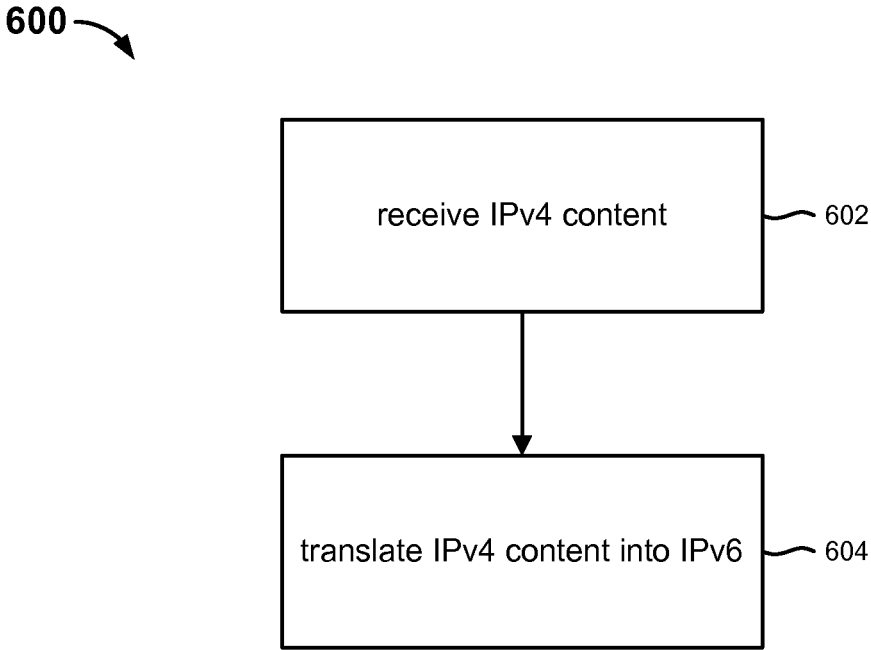 600
receive IPv4 content
602
translate IPv4 content into IPv6
604